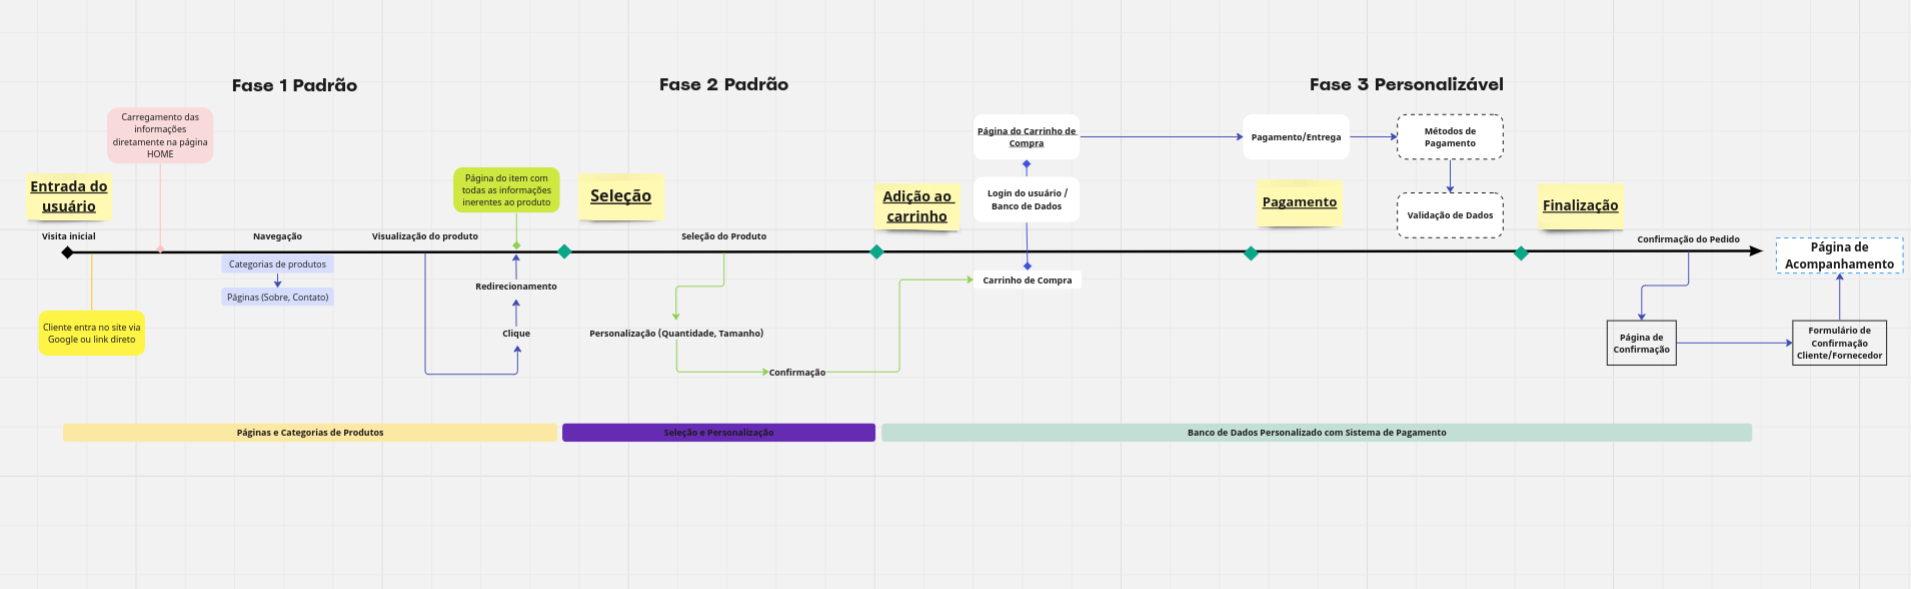 Fase 1 Padrão
Fase 2 Padrão
Fase 3 Personalizável
Carregamento das
informações
diretamente na página
HOME
Entrada do
usuário
Visita inicial
Navegação
Categorias de produtos
Páginas (Sobre, Contato)
Cliente entra no site via
Google ou link direto
Visualização do produto
Página do item com
todas as informações
inerentes ao produto
Redirecionamento
Clique
Seleção
Seleção do Produto
Personalização (Quantidade, Tamanho)
Confirmação
Adição ao
carrinho
Página do Carrinho de
Compra
Login do usuário /
Banco de Dados
Carrinho de Compra
Pagamento/Entrega
Métodos de
Pagamento
Validação de Dados
Pagamento
Finalização
Confirmação do Pedido
Página de
Acompanhamento
Página de
Confirmação
Formulário de
Confirmação
Cliente/Fornecedor
Páginas e Categorias de Produtos
Seleção e Personalização
Banco de Dados Personalizado com Sistema de Pagamento